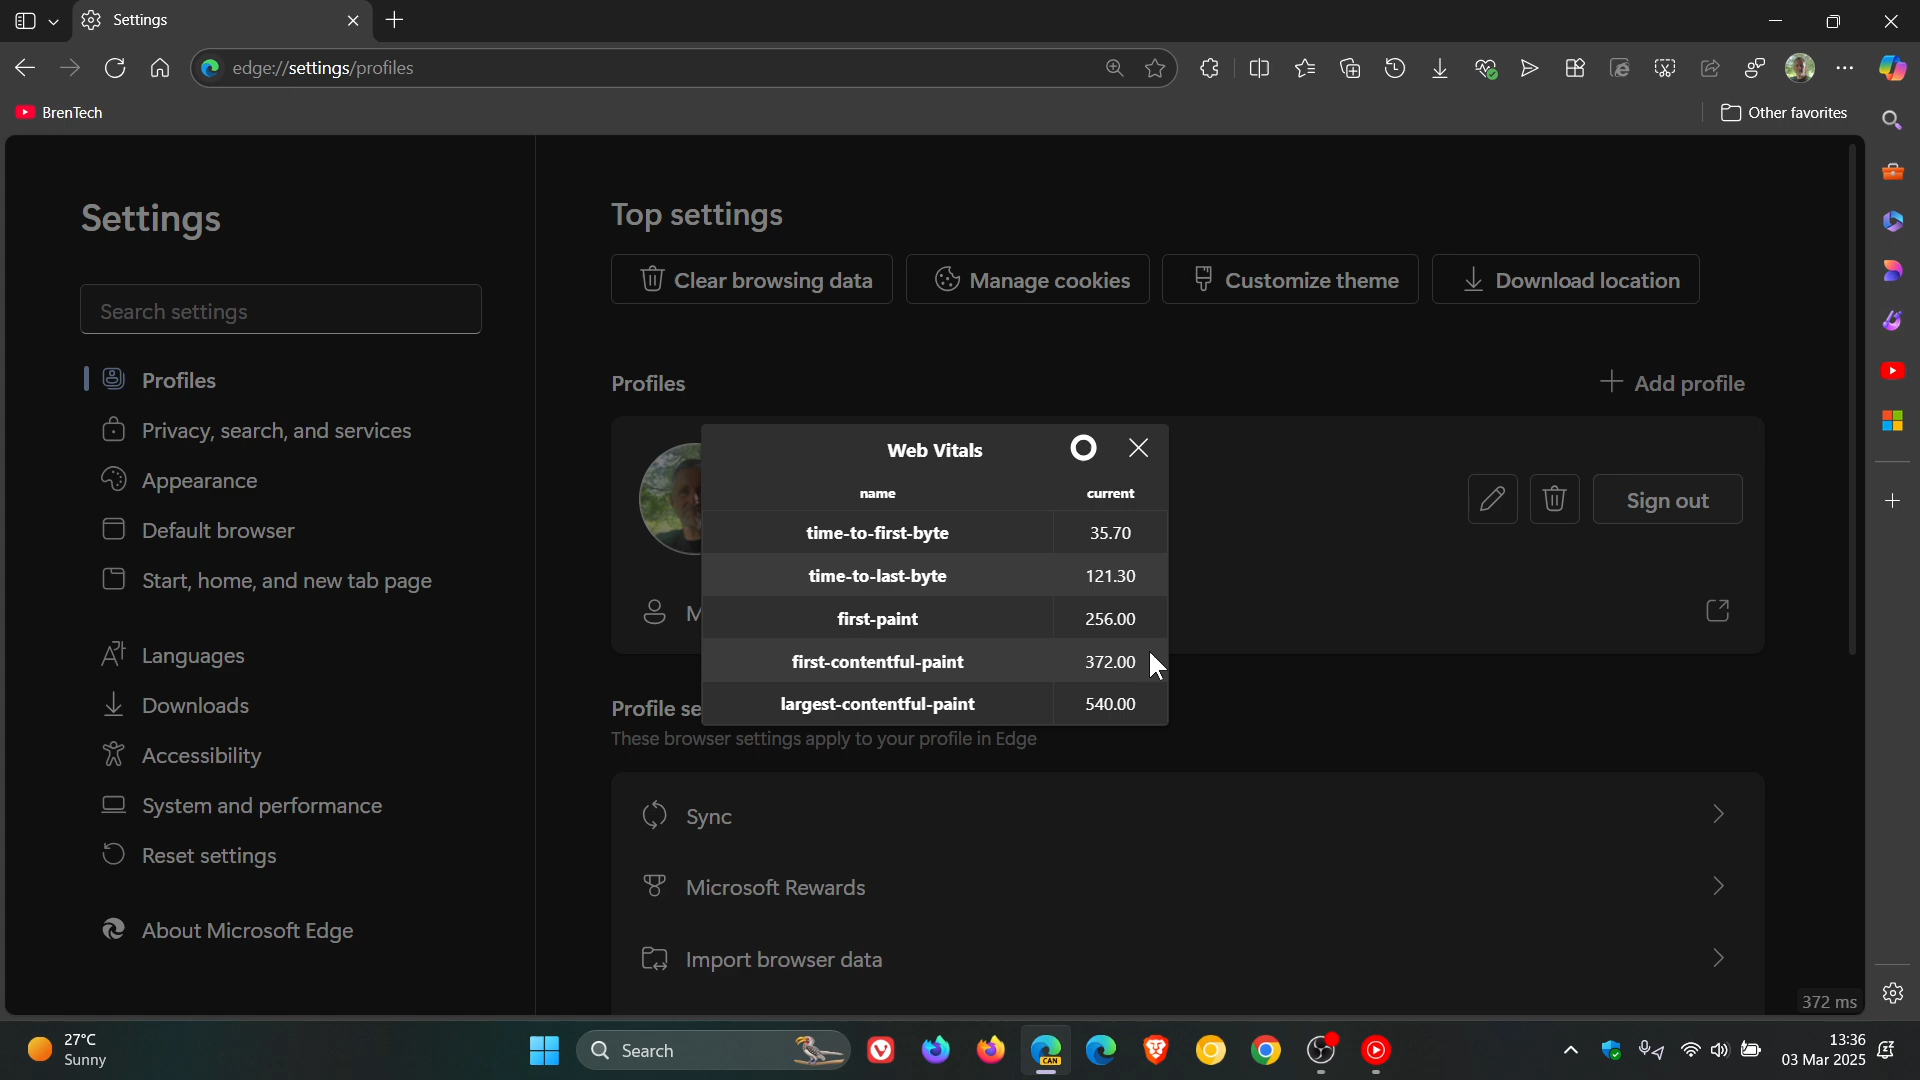 Settings
edge://settings/profiles
BrenTech
Other favorites
Settings
Search settings
Profiles
Privacy, search, and services
Appearance
Default browser
Start, home, and new tab page
Languages
Downloads
Accessibility
System and performance
Reset settings
About Microsoft Edge
Top settings
Clear browsing data
Manage cookies
Customize theme
Download location
Profiles
Add profile
Sign out
M
Web Vitals
name current
time-to-first-byte 35.70
time-to-last-byte 121.30
first-paint 256.00
first-contentful-paint 372.00
largest-contentful-paint 540.00
Profile se
These browser settings apply to your profile in Edge
Sync
Microsoft Rewards
Import browser data
372 ms
27°C
Sunny
Search
CAN
13:36
03 Mar 2025